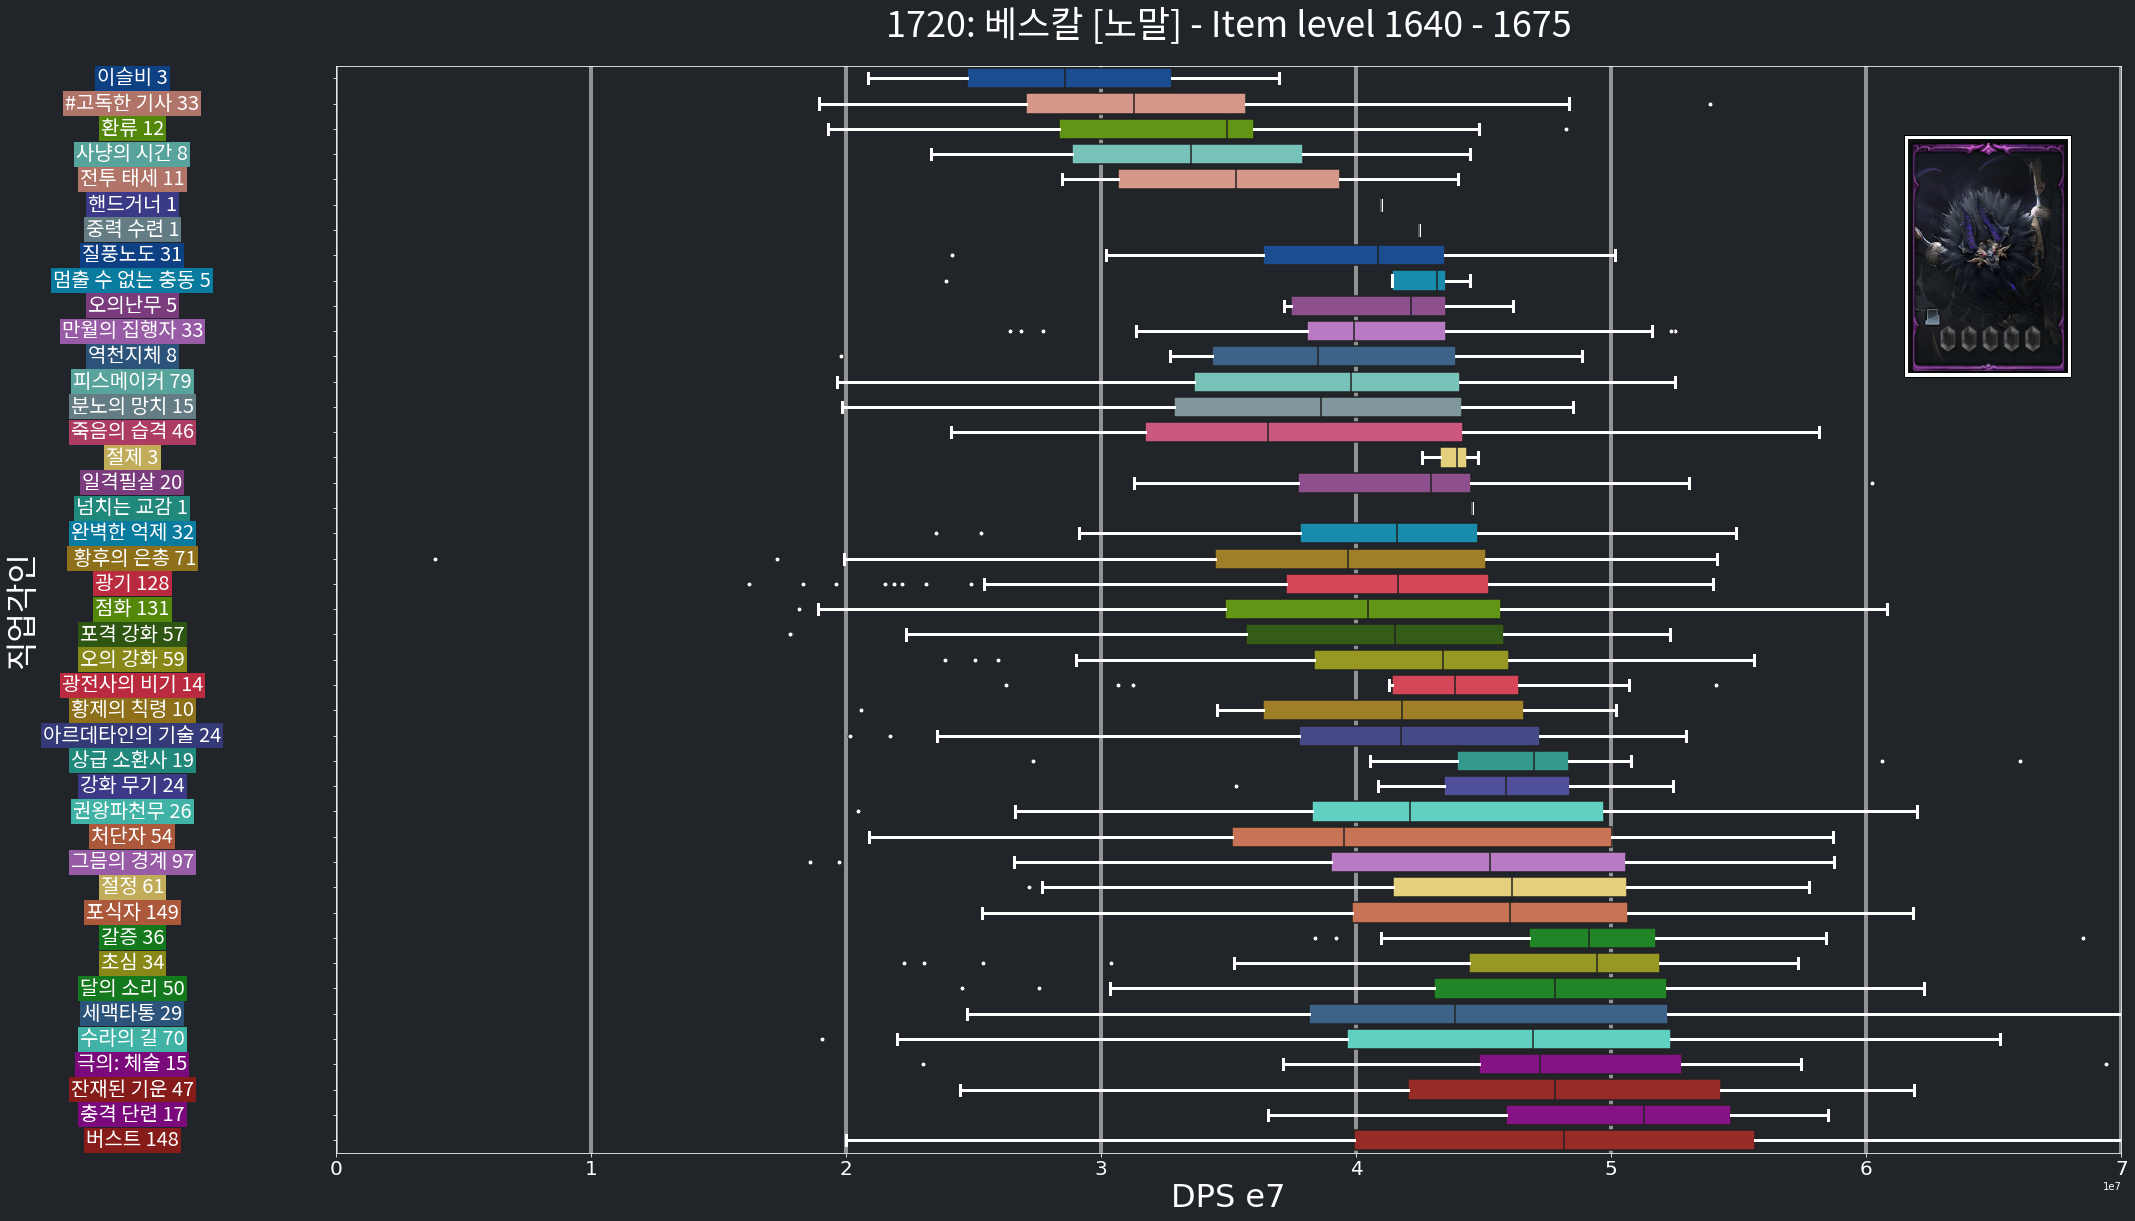 1720: 베스칼 [노말] - Item level 1640 - 1675
직업각인
이슬비 3
#고독한 기사 33
환류 12
사냥의 시간 8
전투 태세 11
핸드거너 1
중력 수련 1
질풍노도 31
멈출 수 없는 충동 5
오의난무 5
만월의 집행자 33
역천지체 8
피스메이커 79
분노의 망치 15
죽음의 습격 46
절제 3
일격필살 20
넘치는 교감 1
완벽한 억제 32
황후의 은총 71
광기 128
점화 131
포격 강화 57
오의 강화 59
광전사의 비기 14
황제의 칙령 10
아르데타인의 기술 24
상급 소환사 19
강화 무기 24
권왕파천무 26
처단자 54
그믐의 경계 97
절정 61
포식자 149
갈증 36
초심 34
달의 소리 50
세맥타통 29
수라의 길 70
극의: 체술 15
잔재된 기운 47
충격 단련 17
버스트 148
0 1 2 3 4 5 6 7
1e7
DPS e7